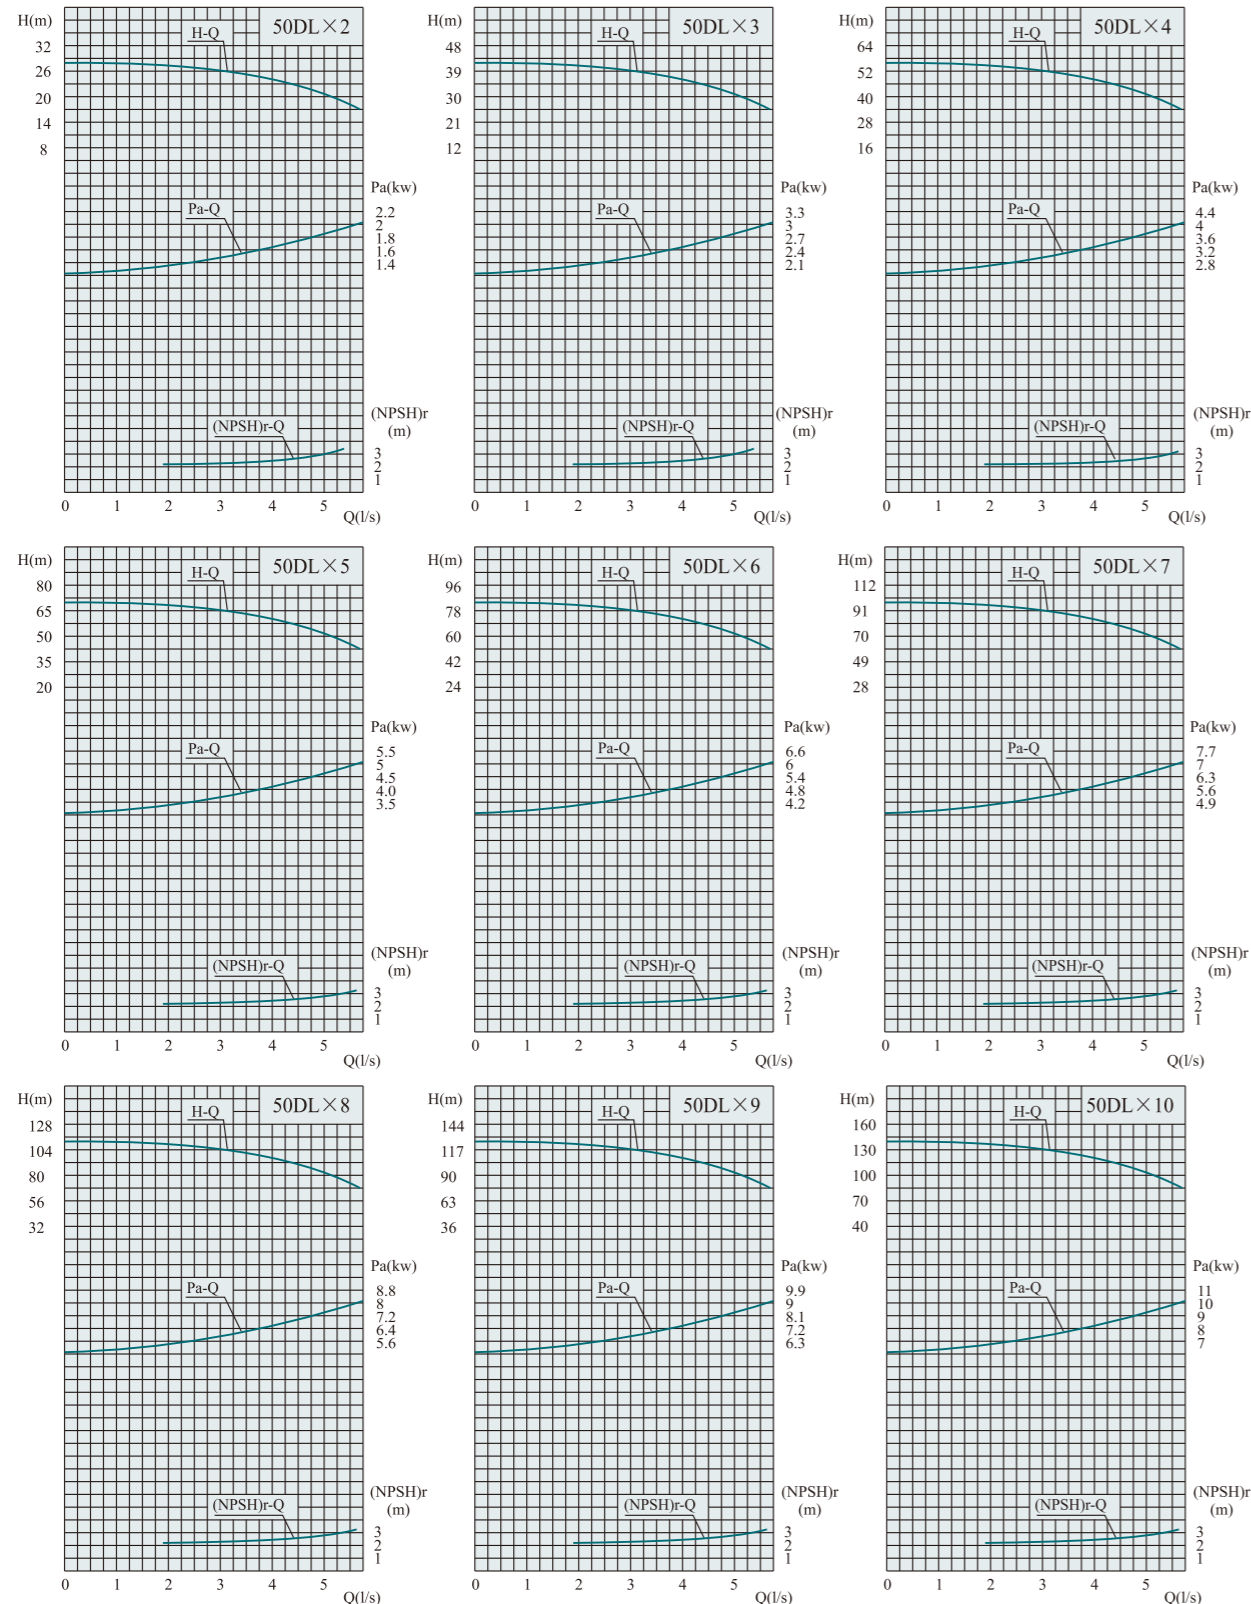 H(m)
H-Q
50DL×2
32
26
20
14
8
Pa(kw)
Pa-Q
2.2
2
1.8
1.6
1.4
(NPSH)r
(m)
(NPSH)r-Q
3
2
1
0 1 2 3 4 5
Q(l/s)
H(m)
H-Q
50DL×3
48
39
30
21
12
Pa(kw)
Pa-Q
3.3
3
2.7
2.4
2.1
(NPSH)r
(m)
(NPSH)r-Q
3
2
1
0 1 2 3 4 5
Q(l/s)
H(m)
H-Q
50DL×4
64
52
40
28
16
Pa(kw)
Pa-Q
4.4
4
3.6
3.2
2.8
(NPSH)r
(m)
(NPSH)r-Q
3
2
1
0 1 2 3 4 5
Q(l/s)
H(m)
H-Q
50DL×5
80
65
50
35
20
Pa(kw)
Pa-Q
5.5
5
4.5
4.0
3.5
(NPSH)r
(m)
(NPSH)r-Q
3
2
1
0 1 2 3 4 5
Q(l/s)
H(m)
H-Q
50DL×6
96
78
60
42
24
Pa(kw)
Pa-Q
6.6
6
5.4
4.8
4.2
(NPSH)r
(m)
(NPSH)r-Q
3
2
1
0 1 2 3 4 5
Q(l/s)
H(m)
H-Q
50DL×7
112
91
70
49
28
Pa(kw)
Pa-Q
7.7
7
6.3
5.6
4.9
(NPSH)r
(m)
(NPSH)r-Q
3
2
1
0 1 2 3 4 5
Q(l/s)
H(m)
H-Q
50DL×8
128
104
80
56
32
Pa(kw)
Pa-Q
8.8
8
7.2
6.4
5.6
(NPSH)r
(m)
(NPSH)r-Q
3
2
1
0 1 2 3 4 5
Q(l/s)
H(m)
H-Q
50DL×9
144
117
90
63
36
Pa(kw)
Pa-Q
9.9
9
8.1
7.2
6.3
(NPSH)r
(m)
(NPSH)r-Q
3
2
1
0 1 2 3 4 5
Q(l/s)
H(m)
H-Q
50DL×10
160
130
100
70
40
Pa(kw)
Pa-Q
11
10
9
8
7
(NPSH)r
(m)
(NPSH)r-Q
3
2
1
0 1 2 3 4 5
Q(l/s)